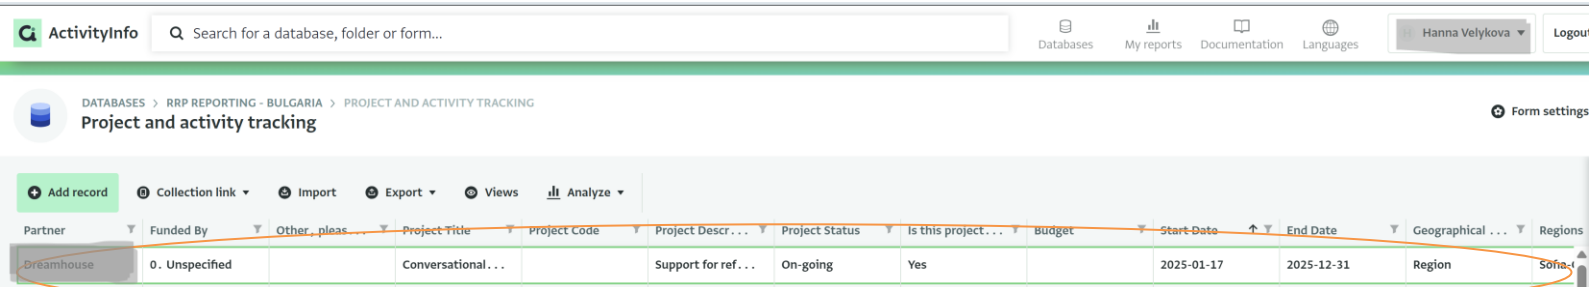 ActivityInfo
Search for a database, folder or form...
Databases
My reports
Documentation
Languages
Hanna Velykova
Logout
DATABASES > RRP REPORTING - BULGARIA > PROJECT AND ACTIVITY TRACKING
Project and activity tracking
Form settings
Add record Collection link Import Export Views Analyze
Partner Funded By Other, pleas... Project Title Project Code Project Descr... Project Status Is this project... Budget Start Date End Date Geographical ... Regions
Dreamhouse 0. Unspecified Conversational... Support for ref... On-going Yes 2025-01-17 2025-12-31 Region Sofia-